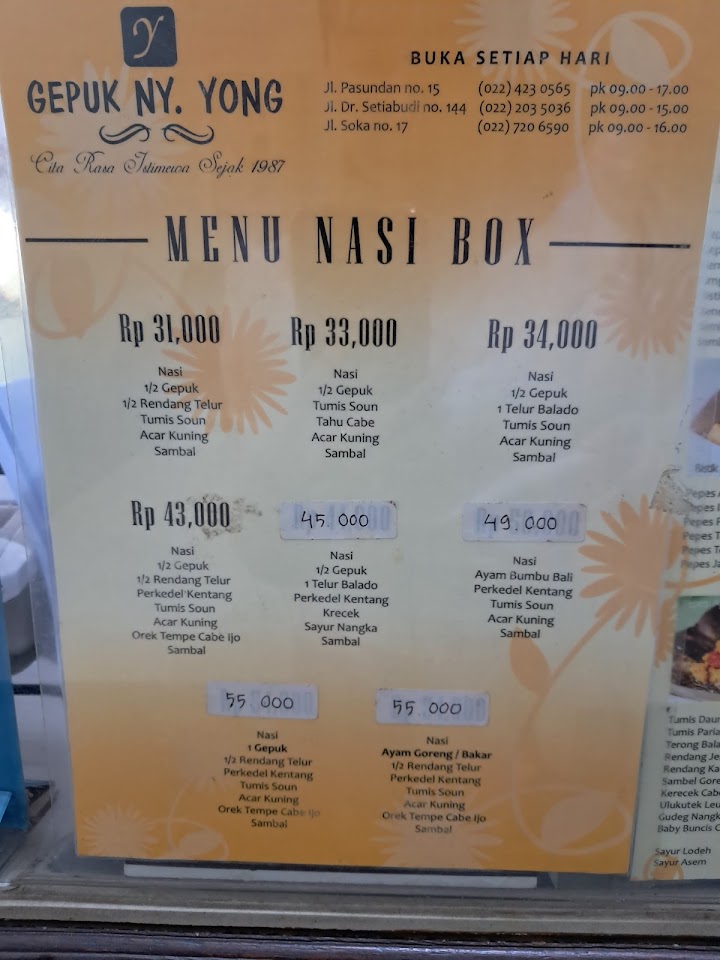 y
GEPUK NY. YONG
Cita Rasa Istimewa Sejak 1987
BUKA SETIAP HARI
Jl. Pasundan no. 15 (022) 423 0565 pk 09.00 - 17.00
Jl. Dr. Setiabudi no. 144 (022) 203 5036 pk 09.00 - 15.00
Jl. Soka no. 17 (022) 720 6590 pk 09.00 - 16.00
MENU NASI BOX
Rp 31,000
Nasi
1/2 Gepuk
1/2 Rendang Telur
Tumis Soun
Acar Kuning
Sambal
Rp 33,000
Nasi
1/2 Gepuk
Tumis Soun
Tahu Cabe
Acar Kuning
Sambal
Rp 34,000
Nasi
1/2 Gepuk
1 Telur Balado
Tumis Soun
Acar Kuning
Sambal
Rp 43,000
Nasi
1/2 Gepuk
1/2 Rendang Telur
Perkedel Kentang
Tumis Soun
Acar Kuning
Orek Tempe Cabe Ijo
Sambal
45.000
Nasi
1/2 Gepuk
1 Telur Balado
Perkedel Kentang
Krecek
Sayur Nangka
Sambal
49.000
Nasi
Ayam Bumbu Bali
Perkedel Kentang
Tumis Soun
Acar Kuning
Sambal
55.000
Nasi
1 Gepuk
1/2 Rendang Telur
Perkedel Kentang
Tumis Soun
Acar Kuning
Orek Tempe Cabe Ijo
Sambal
55.000
Nasi
Ayam Goreng / Bakar
1/2 Rendang Telur
Perkedel Kentang
Tumis Soun
Acar Kuning
Orek Tempe Cabe Ijo
Sambal
Pepes
Pepes
Pepes
Pepes T
Pepes T
Pepes Ja
Tumis Daun
Tumis Paria
Terong Bala
Rendang Je
Rendang Ka
Sambel Gore
Kerecek Cabe
Ulukutek Leu
Gudeg Nangk
Baby Buncis C
Sayur Lodeh
Sayur Asem